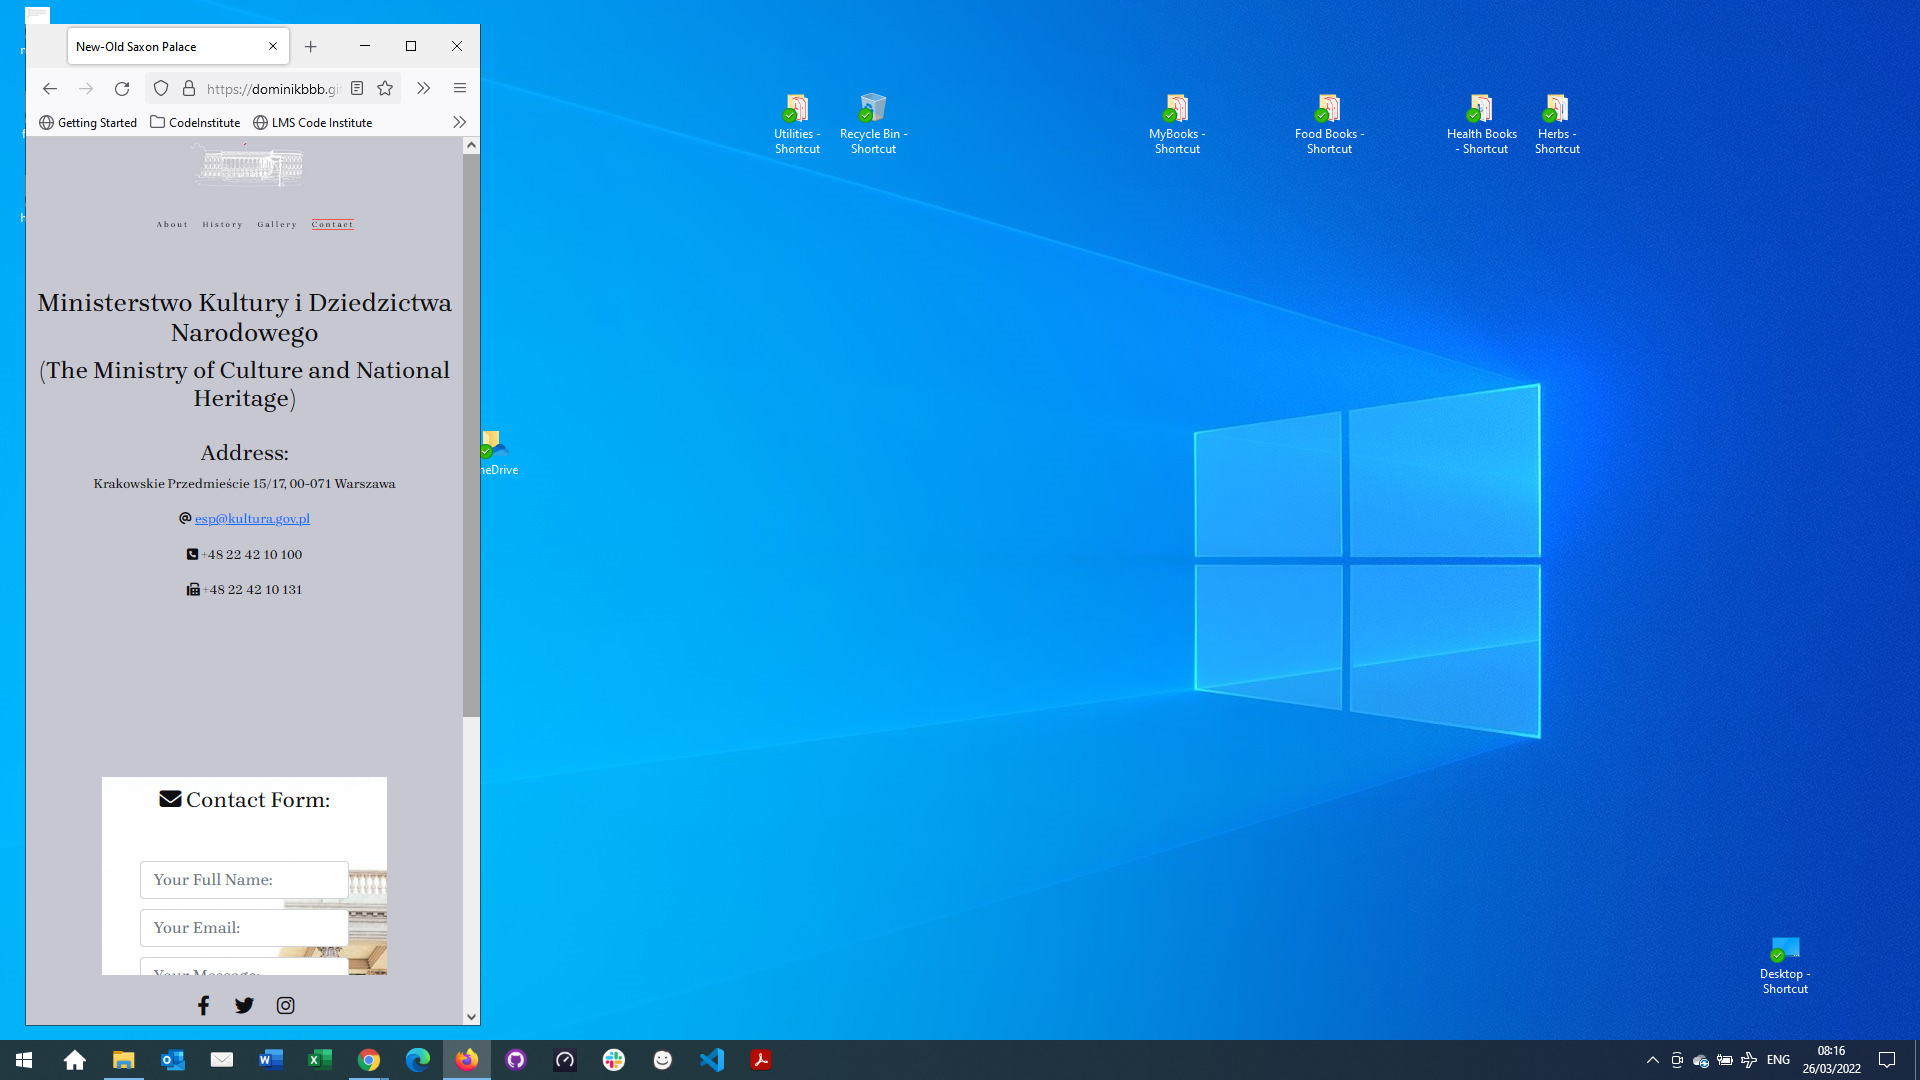 New-Old Saxon Palace
https://dominikbbb.gi
Getting Started
CodeInstitute
LMS Code Institute
About
History
Gallery
Contact
Ministerstwo Kultury i Dziedzictwa
Narodowego
(The Ministry of Culture and National
Heritage)
Address:
Krakowskie Przedmieście 15/17, 00-071 Warszawa
esp@kultura.gov.pl
+48 22 42 10 100
+48 22 42 10 131
Contact Form:
Your Full Name:
Your Email:
Your Message:
Utilities -
Shortcut
Recycle Bin -
Shortcut
MyBooks -
Shortcut
Food Books -
Shortcut
Health Books
- Shortcut
Herbs -
Shortcut
neDrive
Desktop -
Shortcut
ENG
08:16
26/03/2022